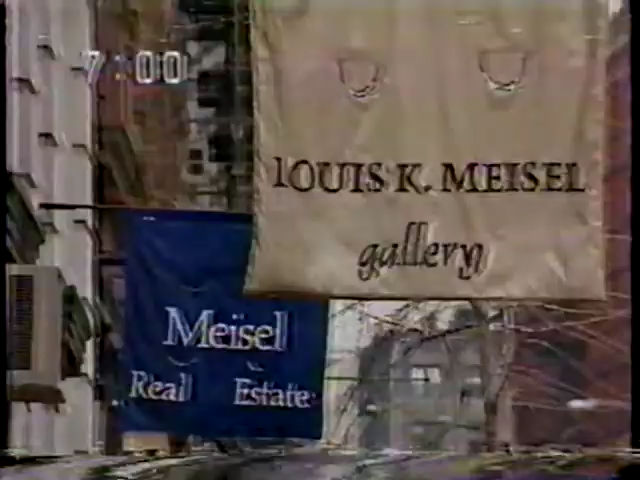 7:00
lOUIS K. MEISEL
gallery
Meisel
Real Estate